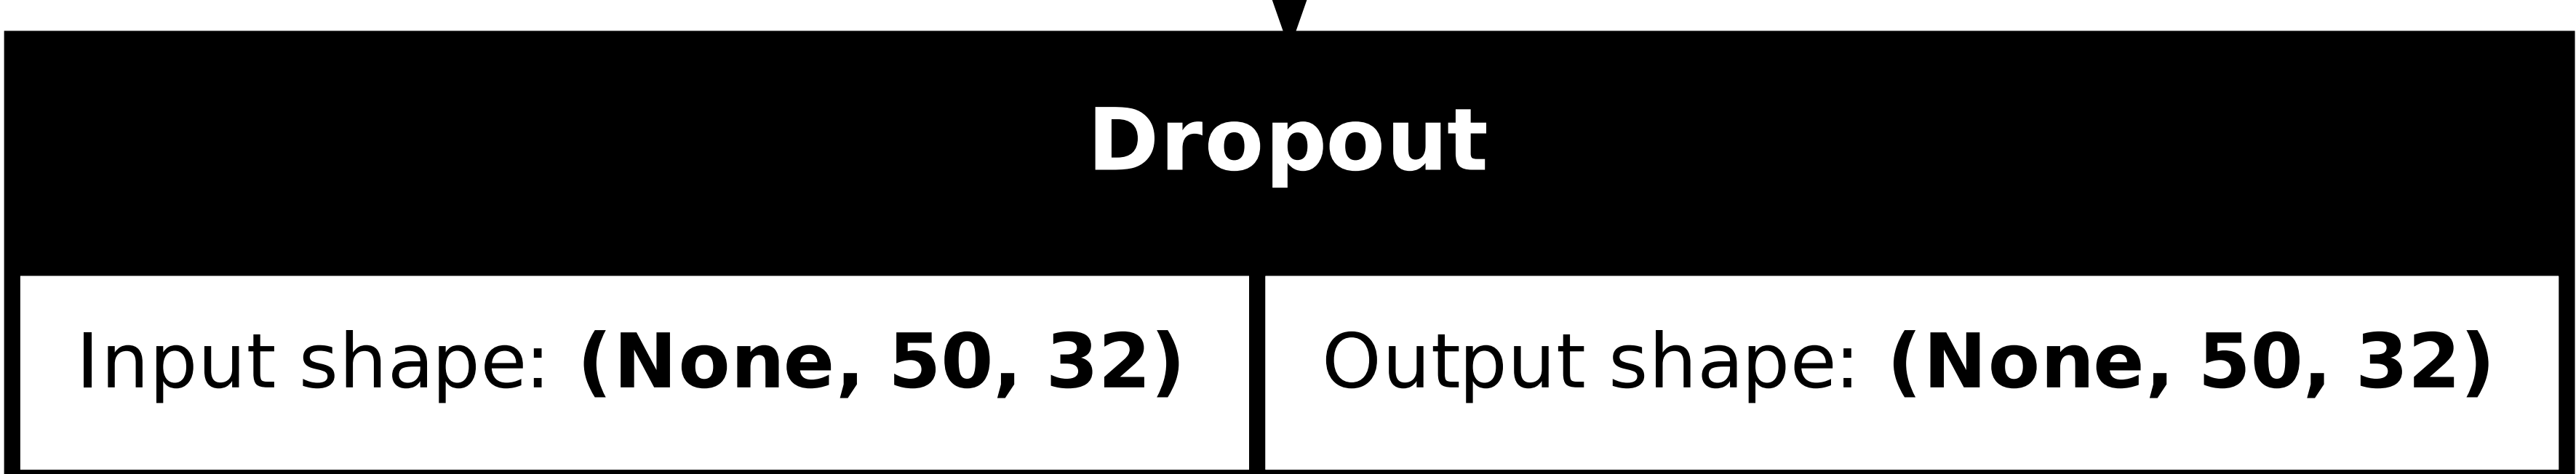 Dropout
Input shape: (None, 50, 32)
Output shape: (None, 50, 32)